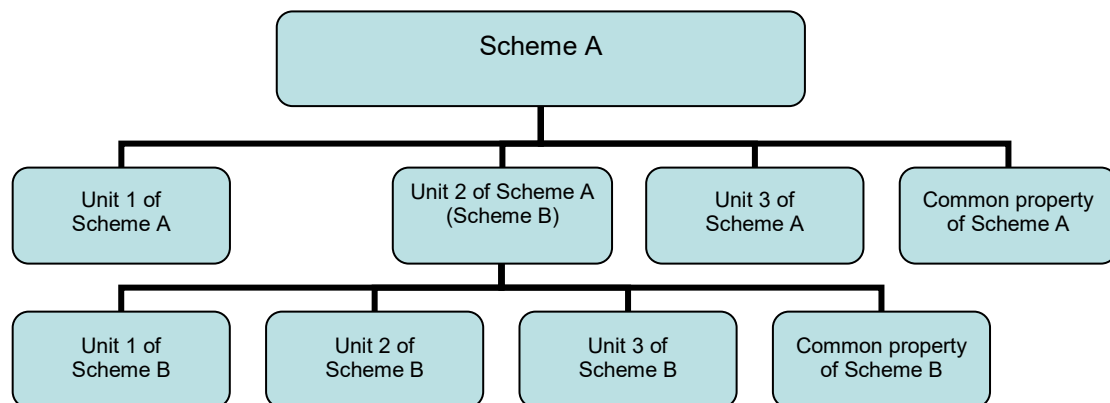 Scheme A
Unit 1 of
Scheme A
Unit 2 of Scheme A
(Scheme B)
Unit 3 of
Scheme A
Common property
of Scheme A
Unit 1 of
Scheme B
Unit 2 of
Scheme B
Unit 3 of
Scheme B
Common property
of Scheme B